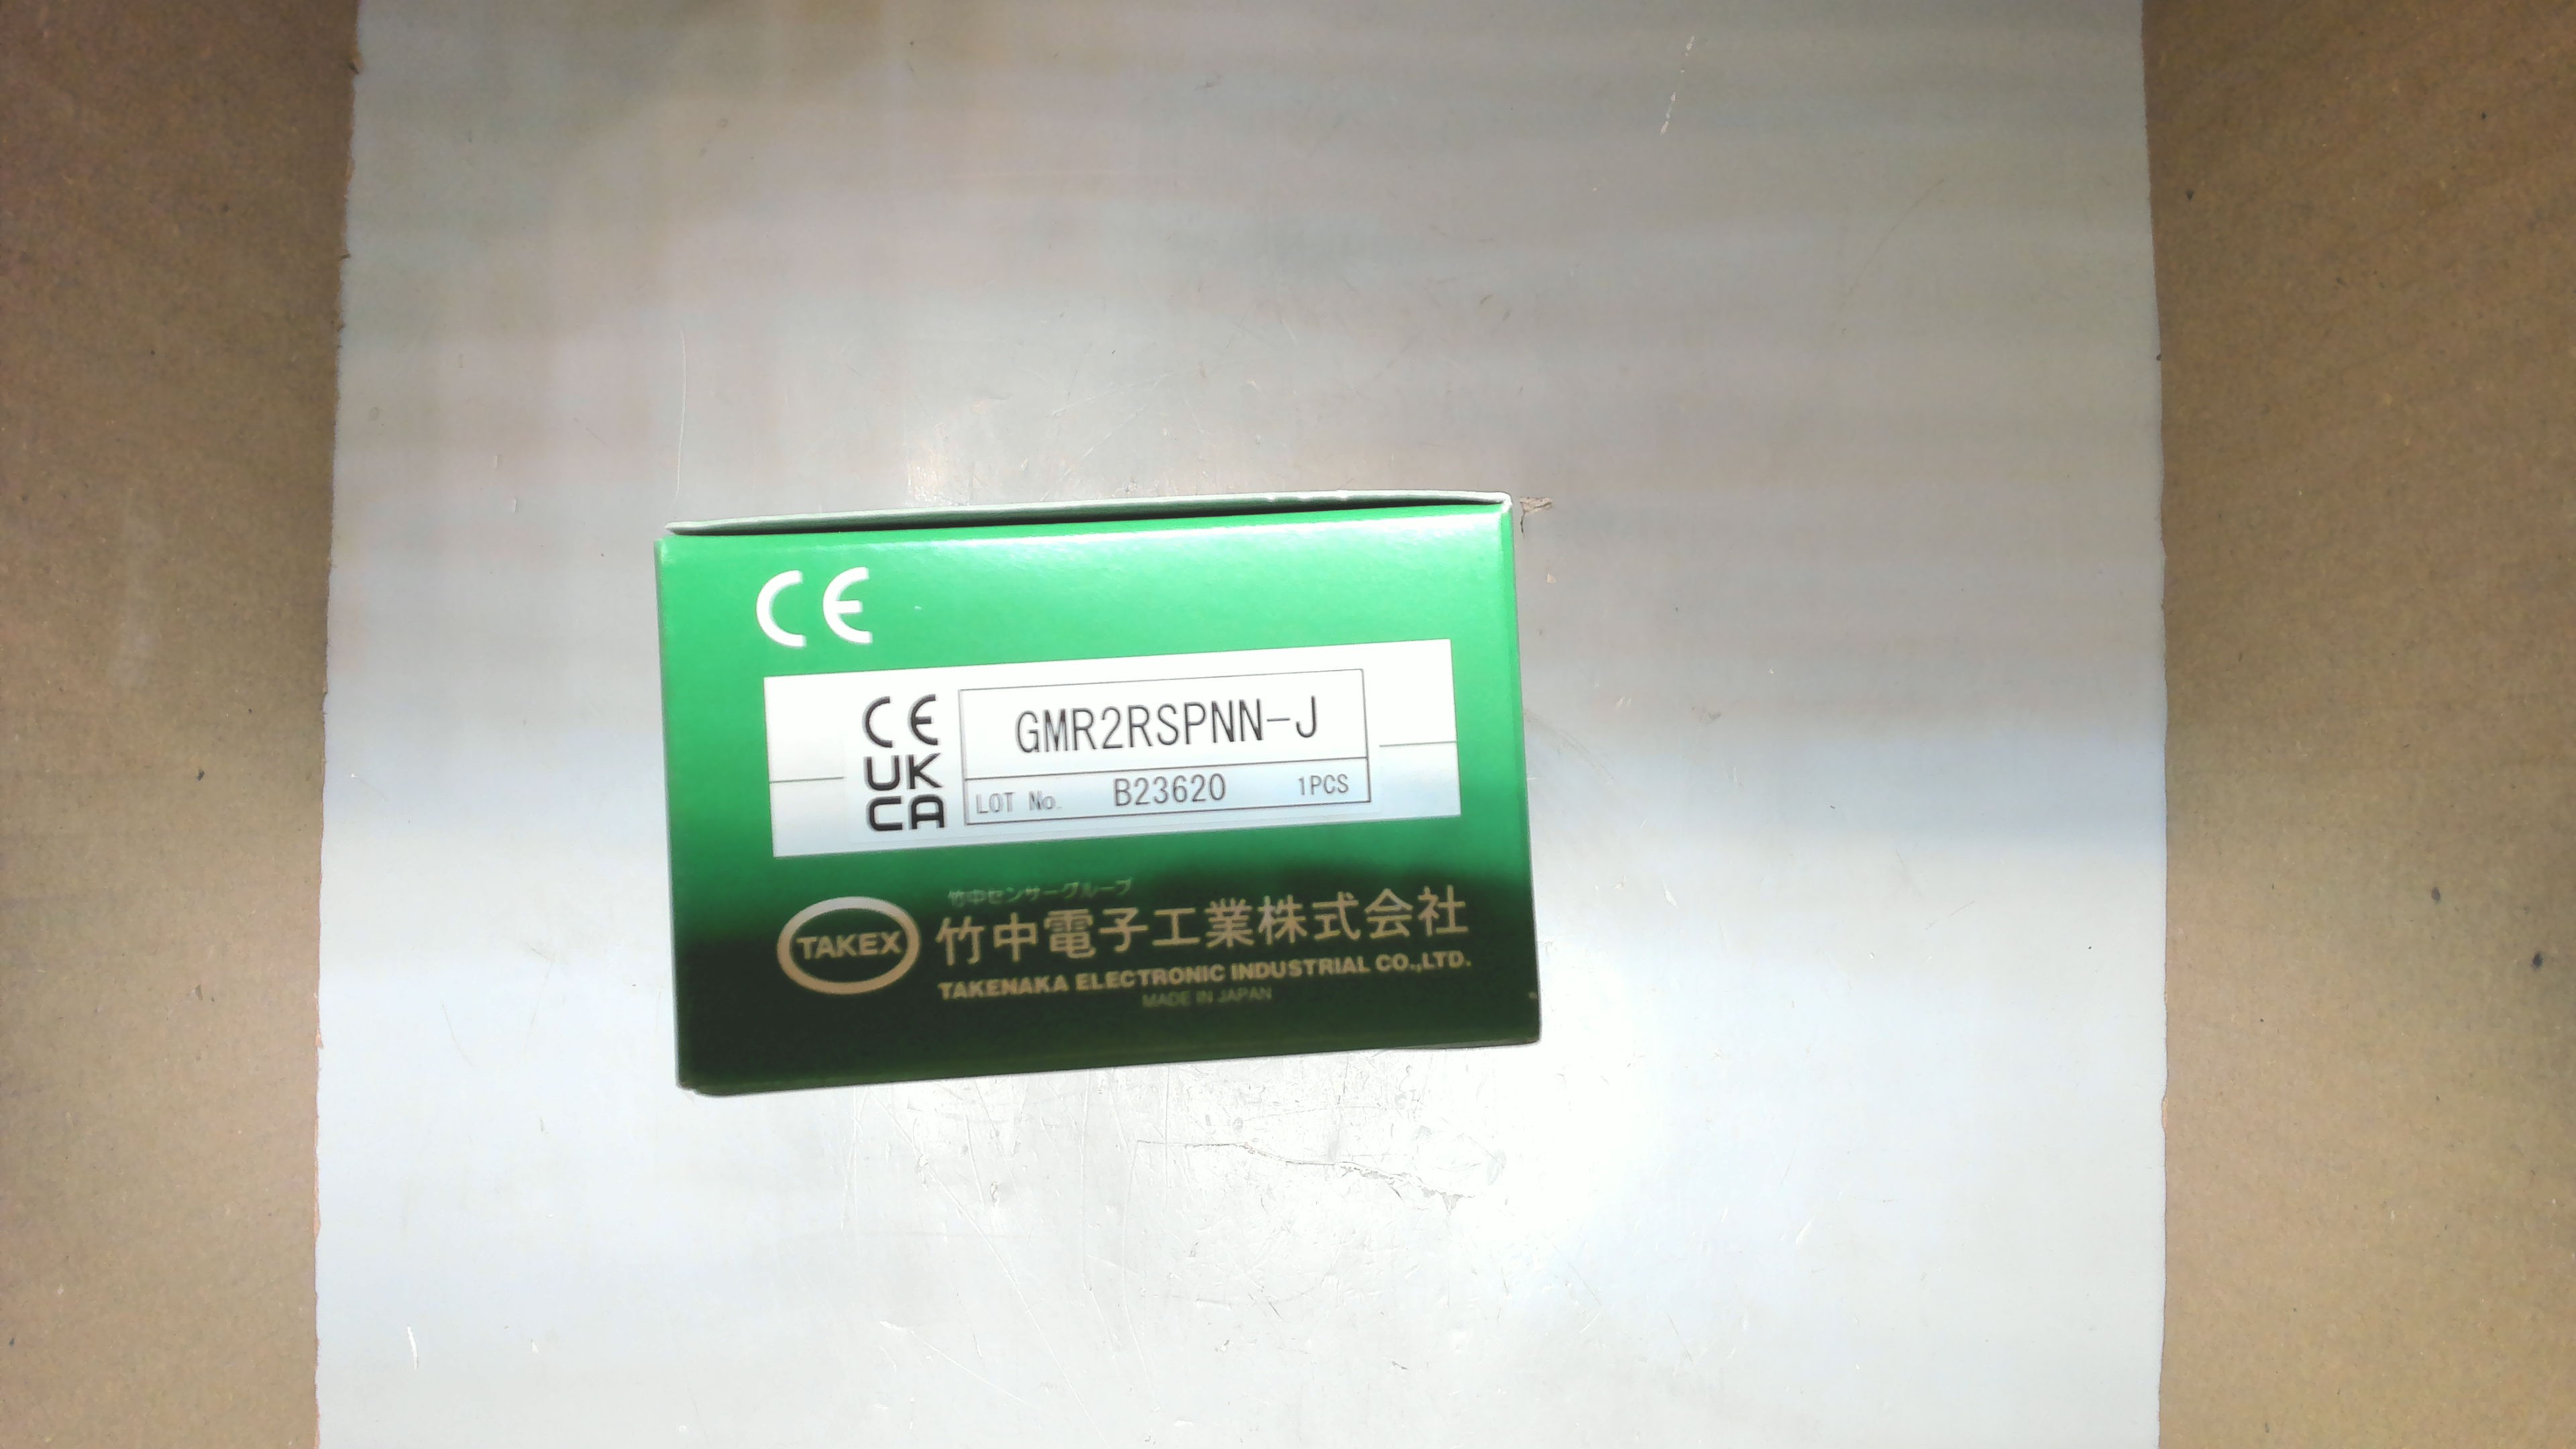 CE
CE
UK
CA
GMR2RSPNN-J
LOT No. B23620 1PCS
竹中センサーグループ
TAKEX
竹中電子工業株式会社
TAKENAKA ELECTRONIC INDUSTRIAL CO.,LTD.
MADE IN JAPAN